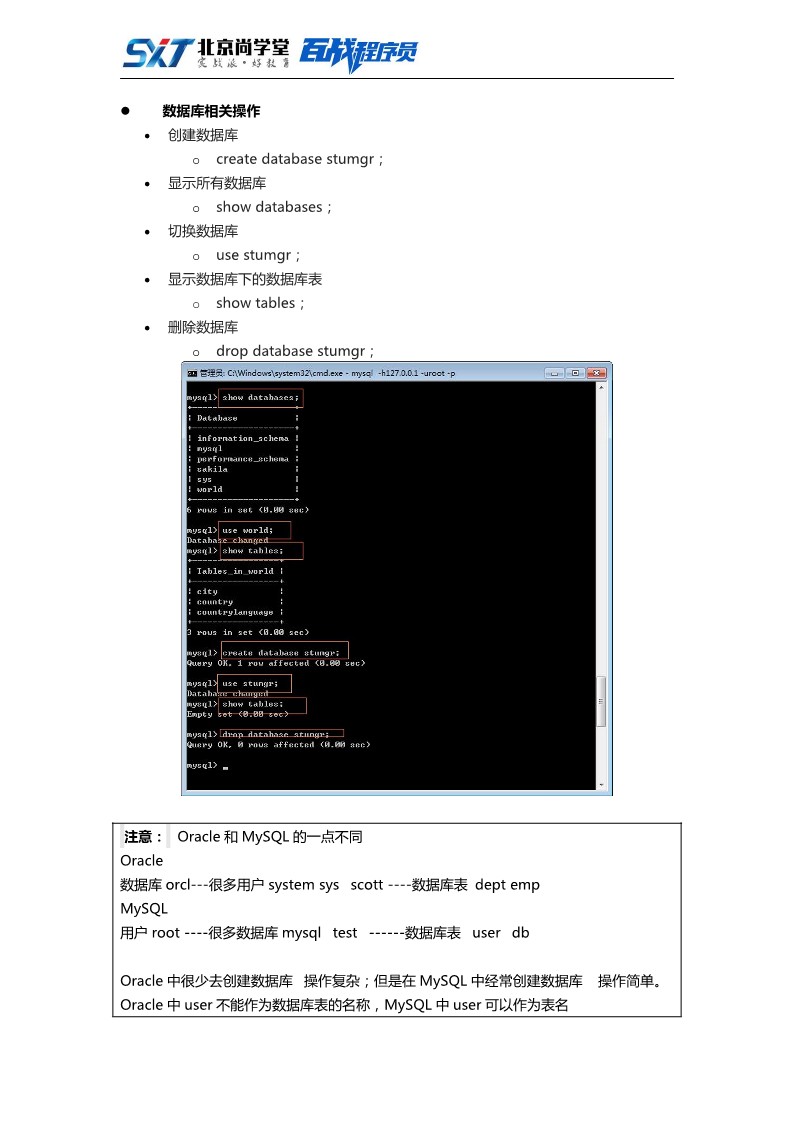 SXT 北京尚学堂 实战派·好教育 百战程序员
● 数据库相关操作
• 创建数据库
o create database stumgr；
• 显示所有数据库
o show databases；
• 切换数据库
o use stumgr；
• 显示数据库下的数据库表
o show tables；
• 删除数据库
o drop database stumgr；
管理员: C:\Windows\system32\cmd.exe - mysql -h127.0.0.1 -uroot -p
mysql> show databases;
+--------------------+
| Database           |
+--------------------+
| information_schema |
| mysql              |
| performance_schema |
| sakila             |
| sys                |
| world              |
+--------------------+
6 rows in set (0.00 sec)
mysql> use world;
Database changed
mysql> show tables;
+-----------------+
| Tables_in_world |
+-----------------+
| city            |
| country         |
| countrylanguage |
+-----------------+
3 rows in set (0.00 sec)
mysql> create database stumgr;
Query OK, 1 row affected (0.00 sec)
mysql> use stumgr;
Database changed
mysql> show tables;
Empty set (0.00 sec)
mysql> drop database stumgr;
Query OK, 0 rows affected (0.00 sec)
mysql> _
注意： Oracle 和 MySQL 的一点不同
Oracle
数据库 orcl---很多用户 system sys scott ----数据库表 dept emp
MySQL
用户 root ----很多数据库 mysql test ------数据库表 user db
Oracle 中很少去创建数据库 操作复杂；但是在 MySQL 中经常创建数据库 操作简单。
Oracle 中 user 不能作为数据库表的名称，MySQL 中 user 可以作为表名